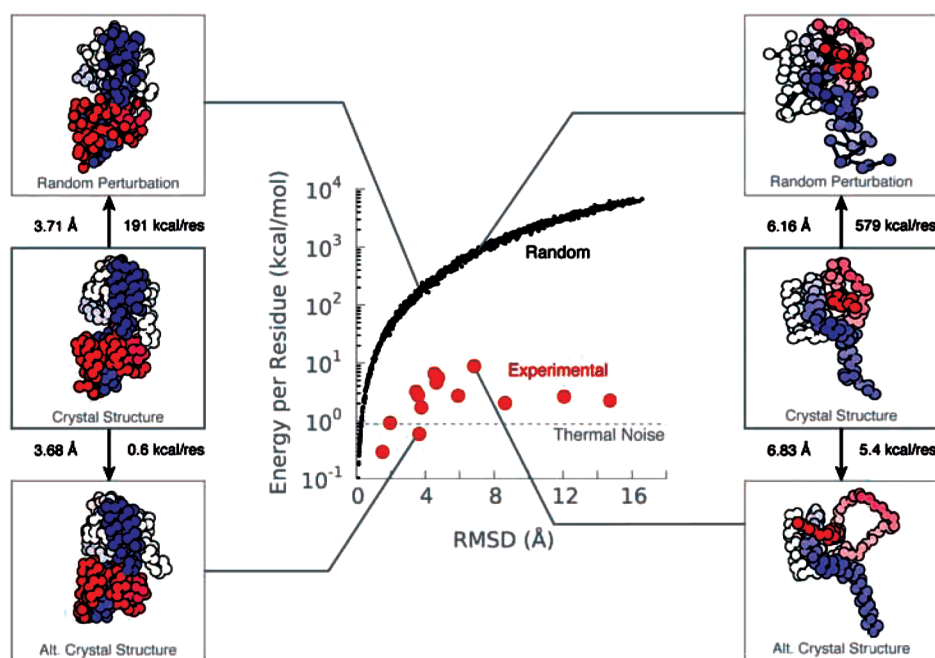 Random Perturbation
3.71 Å
191 kcal/res
Crystal Structure
3.68 Å
0.6 kcal/res
Alt. Crystal Structure
Energy per Residue (kcal/mol)
10^4
10^3
10^2
10^1
10^0
10^-1
Random
Experimental
Thermal Noise
0 4 8 12 16
RMSD (Å)
Random Perturbation
6.16 Å
579 kcal/res
Crystal Structure
6.83 Å
5.4 kcal/res
Alt. Crystal Structure